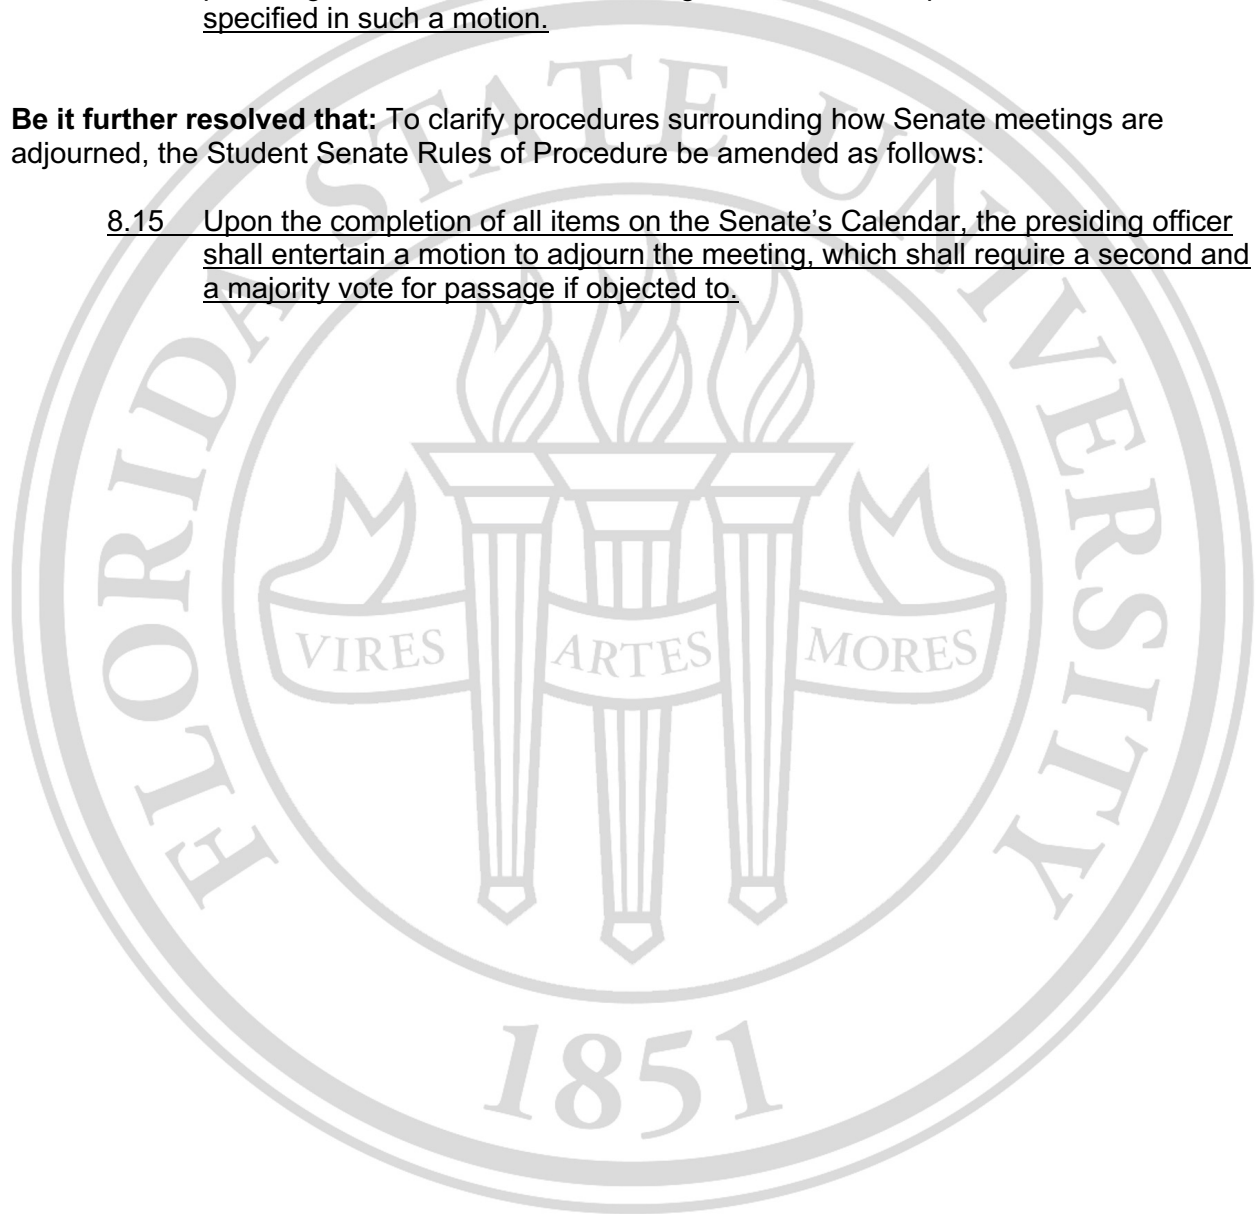 specified in such a motion.
Be it further resolved that: To clarify procedures surrounding how Senate meetings are
adjourned, the Student Senate Rules of Procedure be amended as follows:
8.15 Upon the completion of all items on the Senate’s Calendar, the presiding officer
shall entertain a motion to adjourn the meeting, which shall require a second and
a majority vote for passage if objected to.
FLORIDA STATE UNIVERSITY
VIRES ARTES MORES
1851